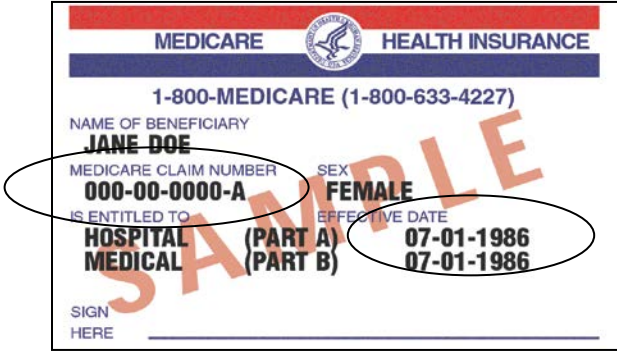 MEDICARE HEALTH INSURANCE
1-800-MEDICARE (1-800-633-4227)
NAME OF BENEFICIARY
JANE DOE
MEDICARE CLAIM NUMBER SEX
000-00-0000-A FEMALE
IS ENTITLED TO EFFECTIVE DATE
HOSPITAL (PART A) 07-01-1986
MEDICAL (PART B) 07-01-1986
SIGN
HERE
SAMPLE